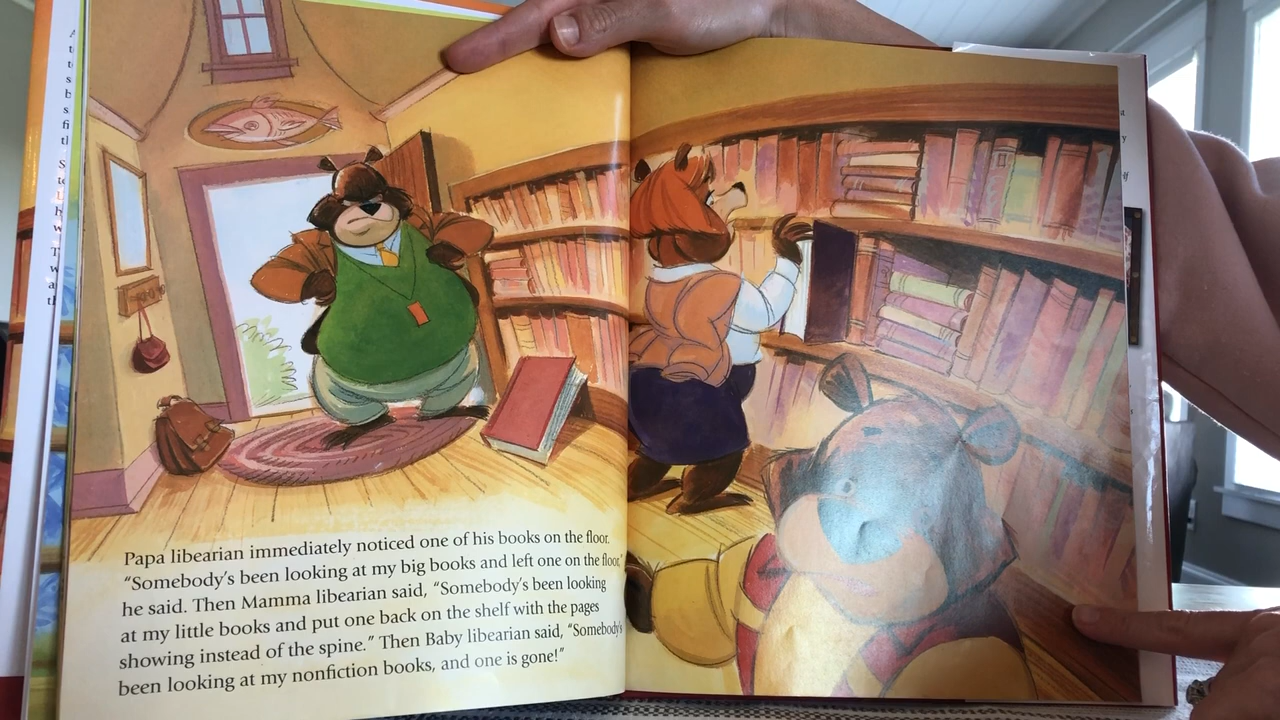 Papa libearian immediately noticed one of his books on the floor.
“Somebody’s been looking at my big books and left one on the floor,”
he said. Then Mamma libearian said, “Somebody’s been looking
at my little books and put one back on the shelf with the pages
showing instead of the spine.” Then Baby libearian said, “Somebody’s
been looking at my nonfiction books, and one is gone!”